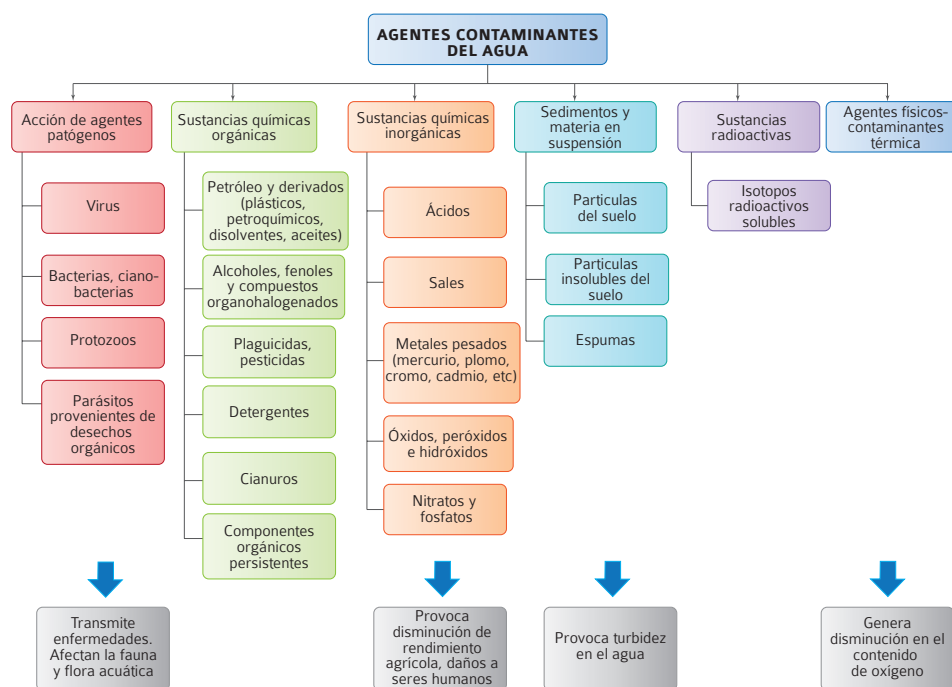 AGENTES CONTAMINANTES
DEL AGUA
Acción de agentes
patógenos
Virus
Bacterias, ciano-
bacterias
Protozoos
Parásitos
provenientes de
desechos
orgánicos
Transmite
enfermedades.
Afectan la fauna
y flora acuática
Sustancias químicas
orgánicas
Petróleo y derivados
(plásticos,
petroquímicos,
disolventes, aceites)
Alcoholes, fenoles
y compuestos
organohalogenados
Plaguicidas,
pesticidas
Detergentes
Cianuros
Componentes
orgánicos
persistentes
Sustancias químicas
inorgánicas
Ácidos
Sales
Metales pesados
(mercurio, plomo,
cromo, cadmio, etc)
Óxidos, peróxidos
e hidróxidos
Nitratos y
fosfatos
Provoca
disminución de
rendimiento
agrícola, daños a
seres humanos
Sedimentos y
materia en
suspensión
Particulas
del suelo
Particulas
insolubles del
suelo
Espumas
Provoca turbidez
en el agua
Sustancias
radioactivas
Isotopos
radioactivos
solubles
Agentes físicos-
contaminantes
térmica
Genera
disminución en el
contenido
de oxígeno